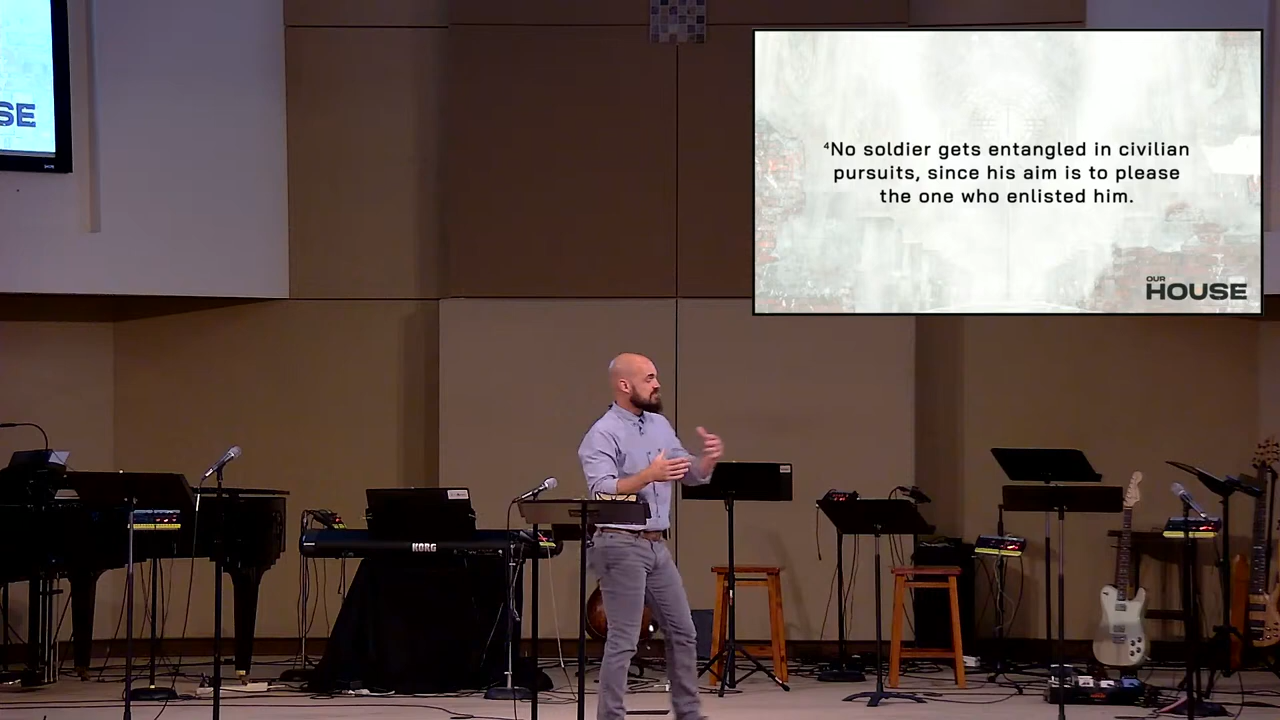 SE
⁴No soldier gets entangled in civilian
pursuits, since his aim is to please
the one who enlisted him.
OUR
HOUSE
KORG